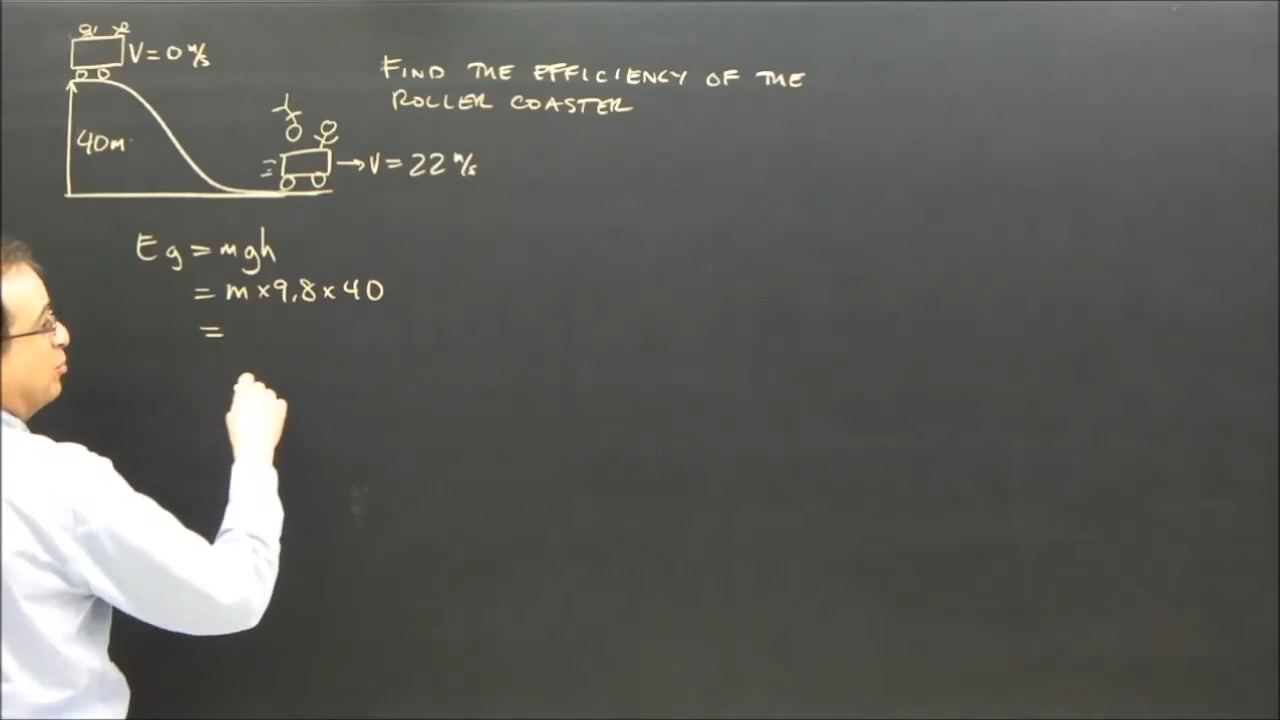 V = 0 m/s
FIND THE EFFICIENCY OF THE
ROLLER COASTER
40m
V = 22 m/s
Eg = mgh
= m × 9.8 × 40
=